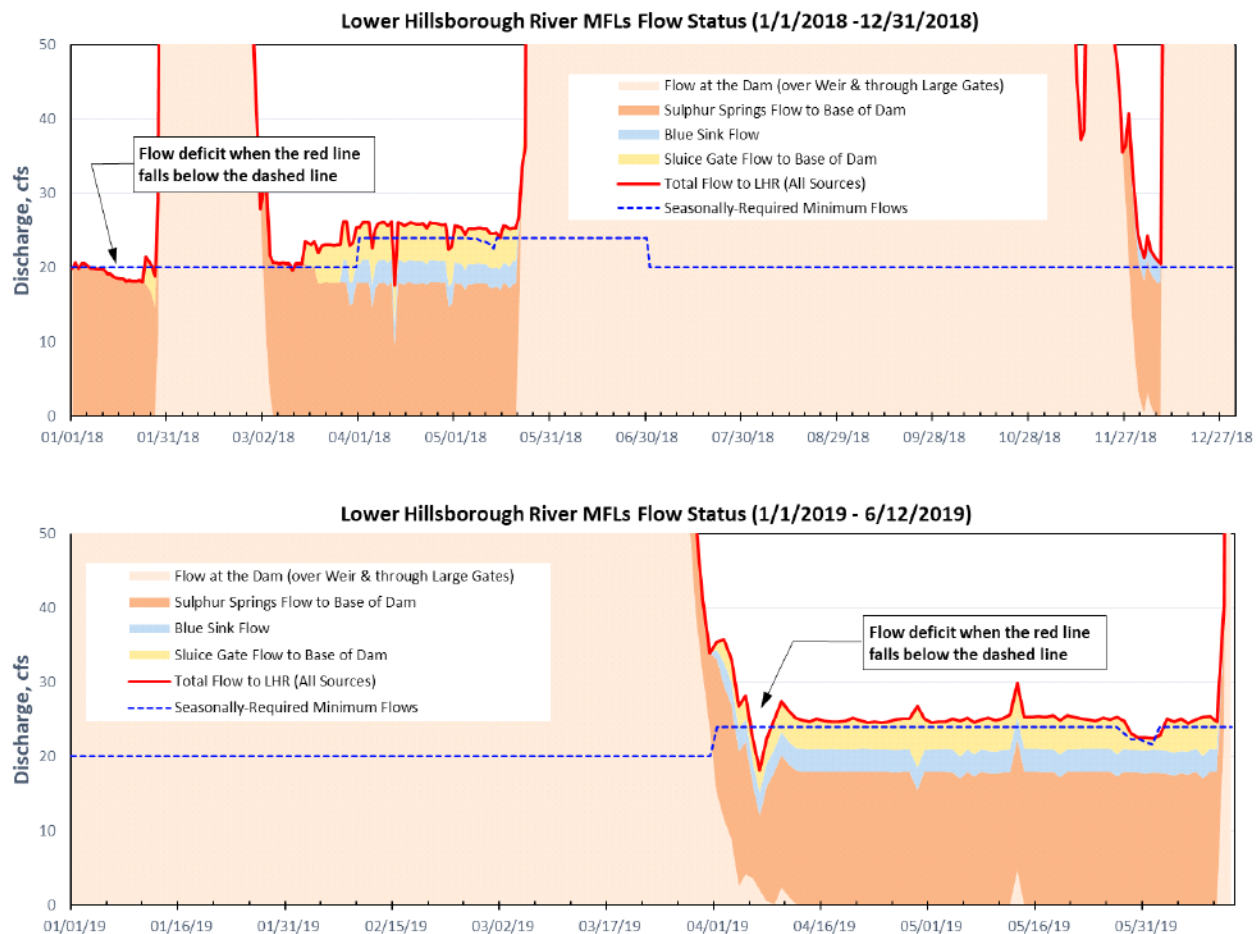 Lower Hillsborough River MFLs Flow Status (1/1/2018 -12/31/2018)
50
40
30
20
10
0
Discharge, cfs
Flow deficit when the red line
falls below the dashed line
Flow at the Dam (over Weir & through Large Gates)
Sulphur Springs Flow to Base of Dam
Blue Sink Flow
Sluice Gate Flow to Base of Dam
Total Flow to LHR (All Sources)
Seasonally-Required Minimum Flows
01/01/18 01/31/18 03/02/18 04/01/18 05/01/18 05/31/18 06/30/18 07/30/18 08/29/18 09/28/18 10/28/18 11/27/18 12/27/18
Lower Hillsborough River MFLs Flow Status (1/1/2019 - 6/12/2019)
50
40
30
20
10
0
Discharge, cfs
Flow at the Dam (over Weir & through Large Gates)
Sulphur Springs Flow to Base of Dam
Blue Sink Flow
Sluice Gate Flow to Base of Dam
Total Flow to LHR (All Sources)
Seasonally-Required Minimum Flows
Flow deficit when the red line
falls below the dashed line
01/01/19 01/16/19 01/31/19 02/15/19 03/02/19 03/17/19 04/01/19 04/16/19 05/01/19 05/16/19 05/31/19